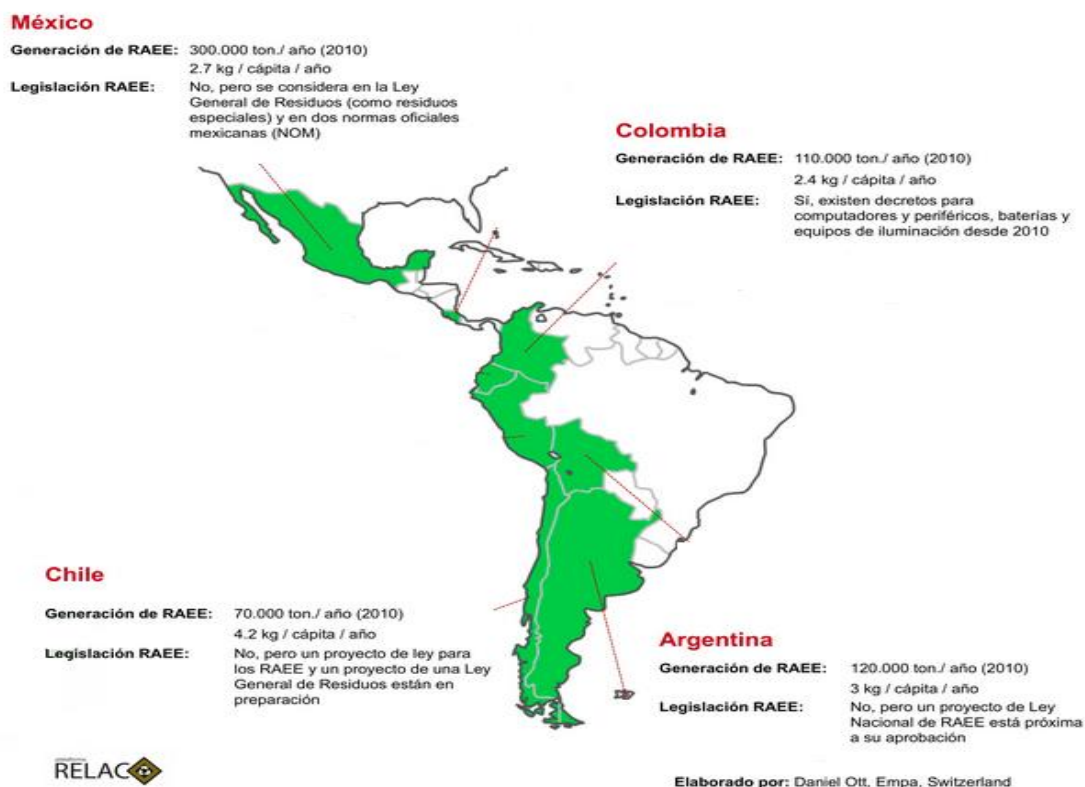 México
Generación de RAEE: 300.000 ton./ año (2010)
2.7 kg / cápita / año
Legislación RAEE: No, pero se considera en la Ley
General de Residuos (como residuos
especiales) y en dos normas oficiales
mexicanas (NOM)
Colombia
Generación de RAEE: 110.000 ton./ año (2010)
2.4 kg / cápita / año
Legislación RAEE: Sí, existen decretos para
computadores y periféricos, baterías y
equipos de iluminación desde 2010
Chile
Generación de RAEE: 70.000 ton./ año (2010)
4.2 kg / cápita / año
Legislación RAEE: No, pero un proyecto de ley para
los RAEE y un proyecto de una Ley
General de Residuos están en
preparación
Argentina
Generación de RAEE: 120.000 ton./ año (2010)
3 kg / cápita / año
Legislación RAEE: No, pero un proyecto de Ley
Nacional de RAEE está próxima
a su aprobación
plataforma
RELAC
Elaborado por: Daniel Ott, Empa, Switzerland